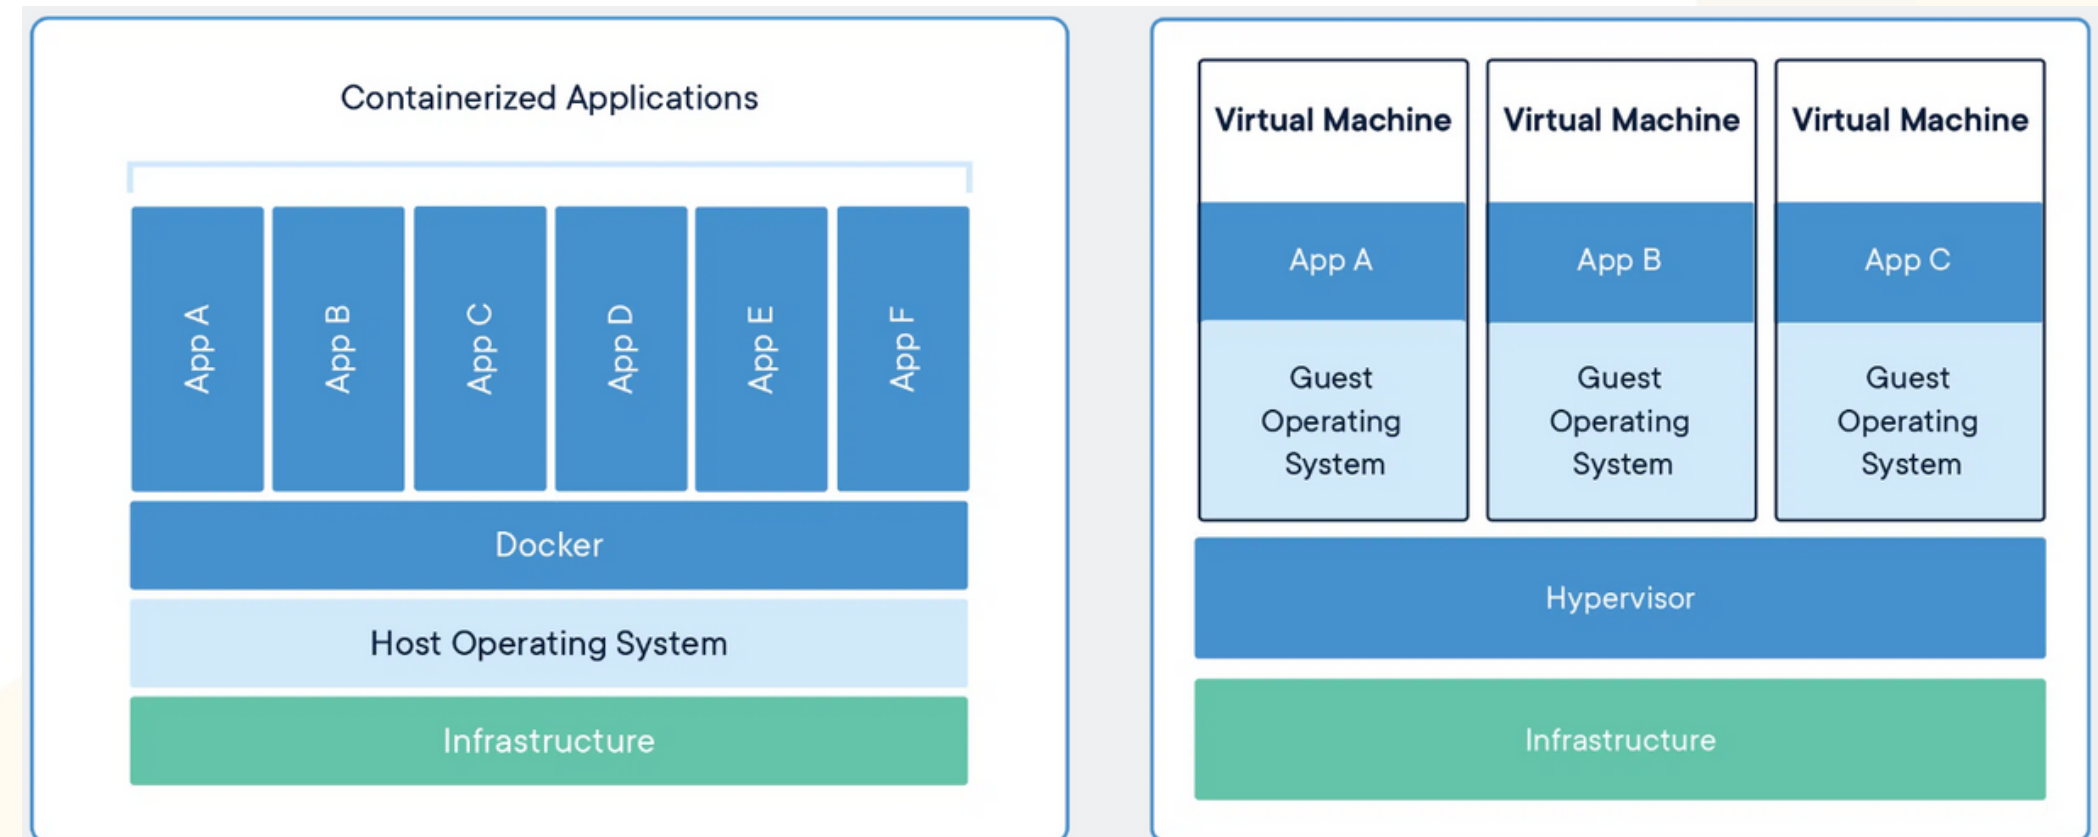 Containerized Applications
App A
App B
App C
App D
App E
App F
Docker
Host Operating System
Infrastructure
Virtual Machine
App A
Guest
Operating
System
Virtual Machine
App B
Guest
Operating
System
Virtual Machine
App C
Guest
Operating
System
Hypervisor
Infrastructure